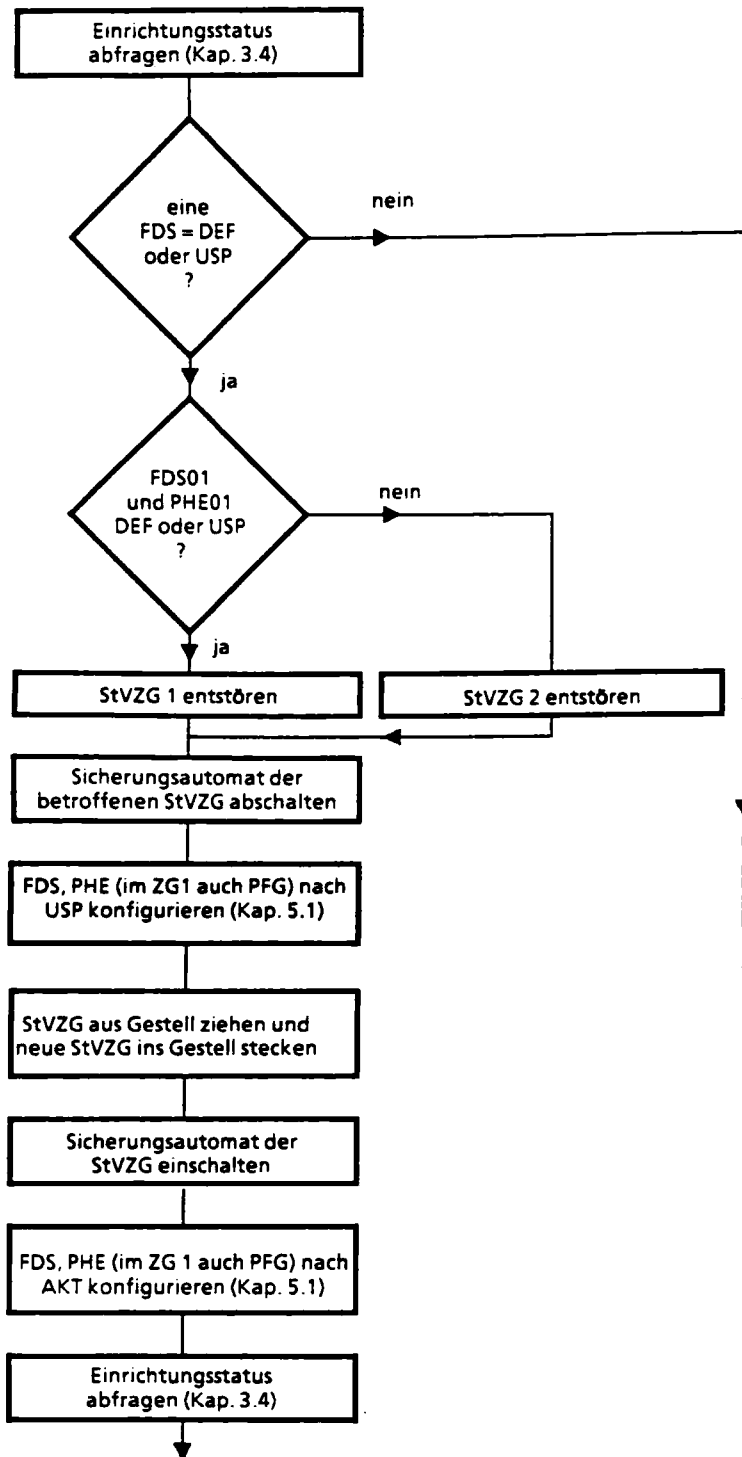 Einrichtungsstatus
abfragen (Kap. 3.4)
eine
FDS = DEF
oder USP
?
nein
ja
FDS01
und PHE01
DEF oder USP
?
nein
ja
StVZG 1 entstören
StVZG 2 entstören
Sicherungsautomat der
betroffenen StVZG abschalten
FDS, PHE (im ZG1 auch PFG) nach
USP konfigurieren (Kap. 5.1)
StVZG aus Gestell ziehen und
neue StVZG ins Gestell stecken
Sicherungsautomat der
StVZG einschalten
FDS, PHE (im ZG 1 auch PFG) nach
AKT konfigurieren (Kap. 5.1)
Einrichtungsstatus
abfragen (Kap. 3.4)